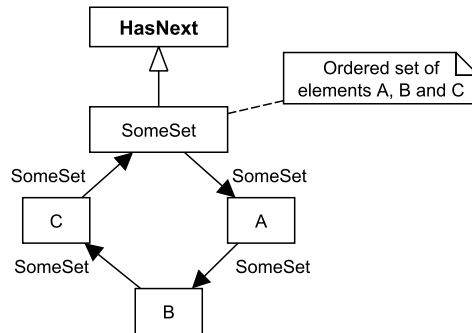 HasNext
Ordered set of
elements A, B and C
SomeSet
SomeSet
SomeSet
C
A
SomeSet
SomeSet
B